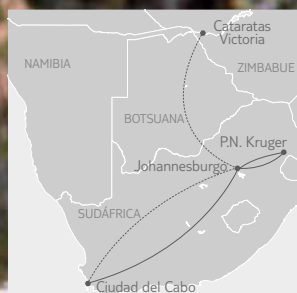 Cataratas
Victoria
NAMIBIA
ZIMBABUE
BOTSUANA
P.N. Kruger
Johannesburgo
SUDÁFRICA
Ciudad del Cabo